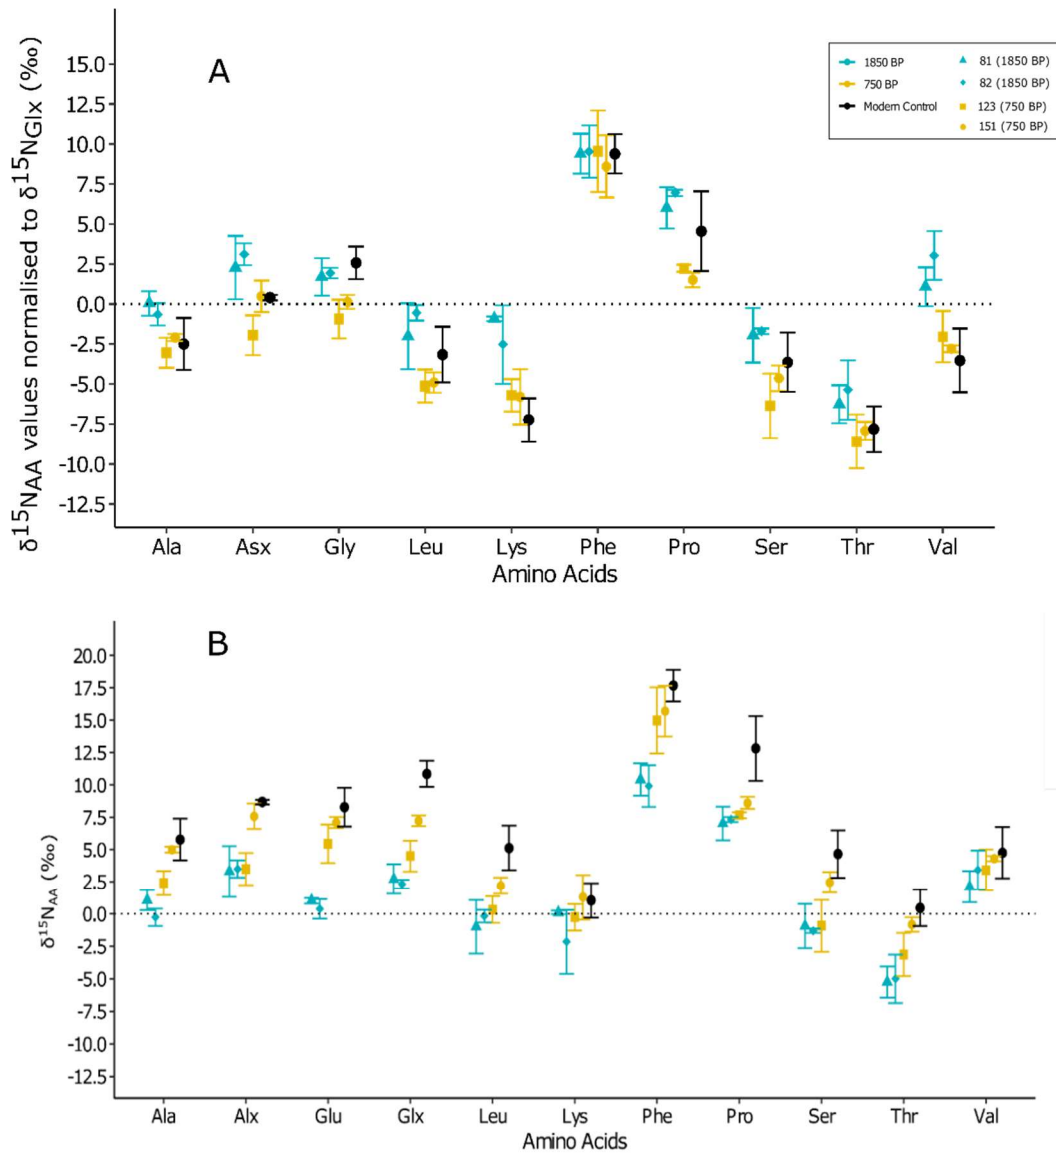 A
δ15NAA values normalised to δ15NGlx (‰)
15.0
12.5
10.0
7.5
5.0
2.5
0.0
-2.5
-5.0
-7.5
-10.0
-12.5
1850 BP
750 BP
Modern Control
81 (1850 BP)
82 (1850 BP)
123 (750 BP)
151 (750 BP)
Ala Asx Gly Leu Lys Phe Pro Ser Thr Val
Amino Acids
B
δ15NAA (‰)
20.0
17.5
15.0
12.5
10.0
7.5
5.0
2.5
0.0
-2.5
-5.0
-7.5
-10.0
-12.5
Ala Alx Glu Glx Leu Lys Phe Pro Ser Thr Val
Amino Acids